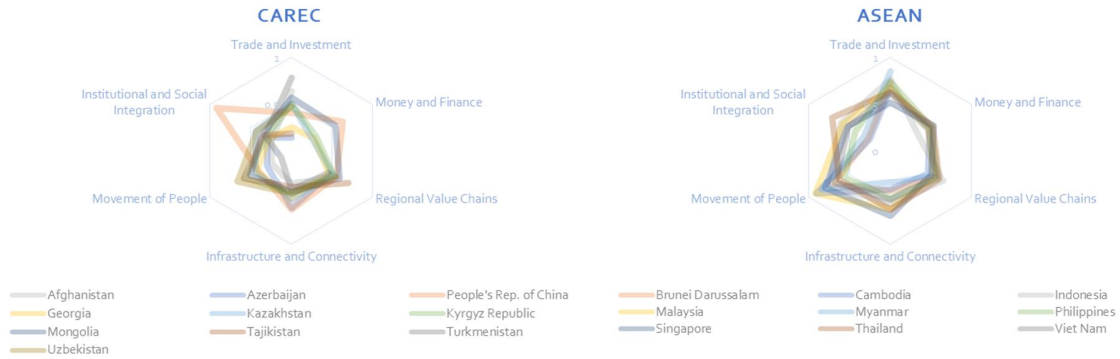 CAREC
Trade and Investment
1
Institutional and Social
Integration
Money and Finance
0.5
0
Movement of People
Regional Value Chains
Infrastructure and Connectivity
Afghanistan
Azerbaijan
People's Rep. of China
Georgia
Kazakhstan
Kyrgyz Republic
Mongolia
Tajikistan
Turkmenistan
Uzbekistan
ASEAN
Trade and Investment
1
Institutional and Social
Integration
Money and Finance
0
Movement of People
Regional Value Chains
Infrastructure and Connectivity
Brunei Darussalam
Cambodia
Indonesia
Malaysia
Myanmar
Philippines
Singapore
Thailand
Viet Nam